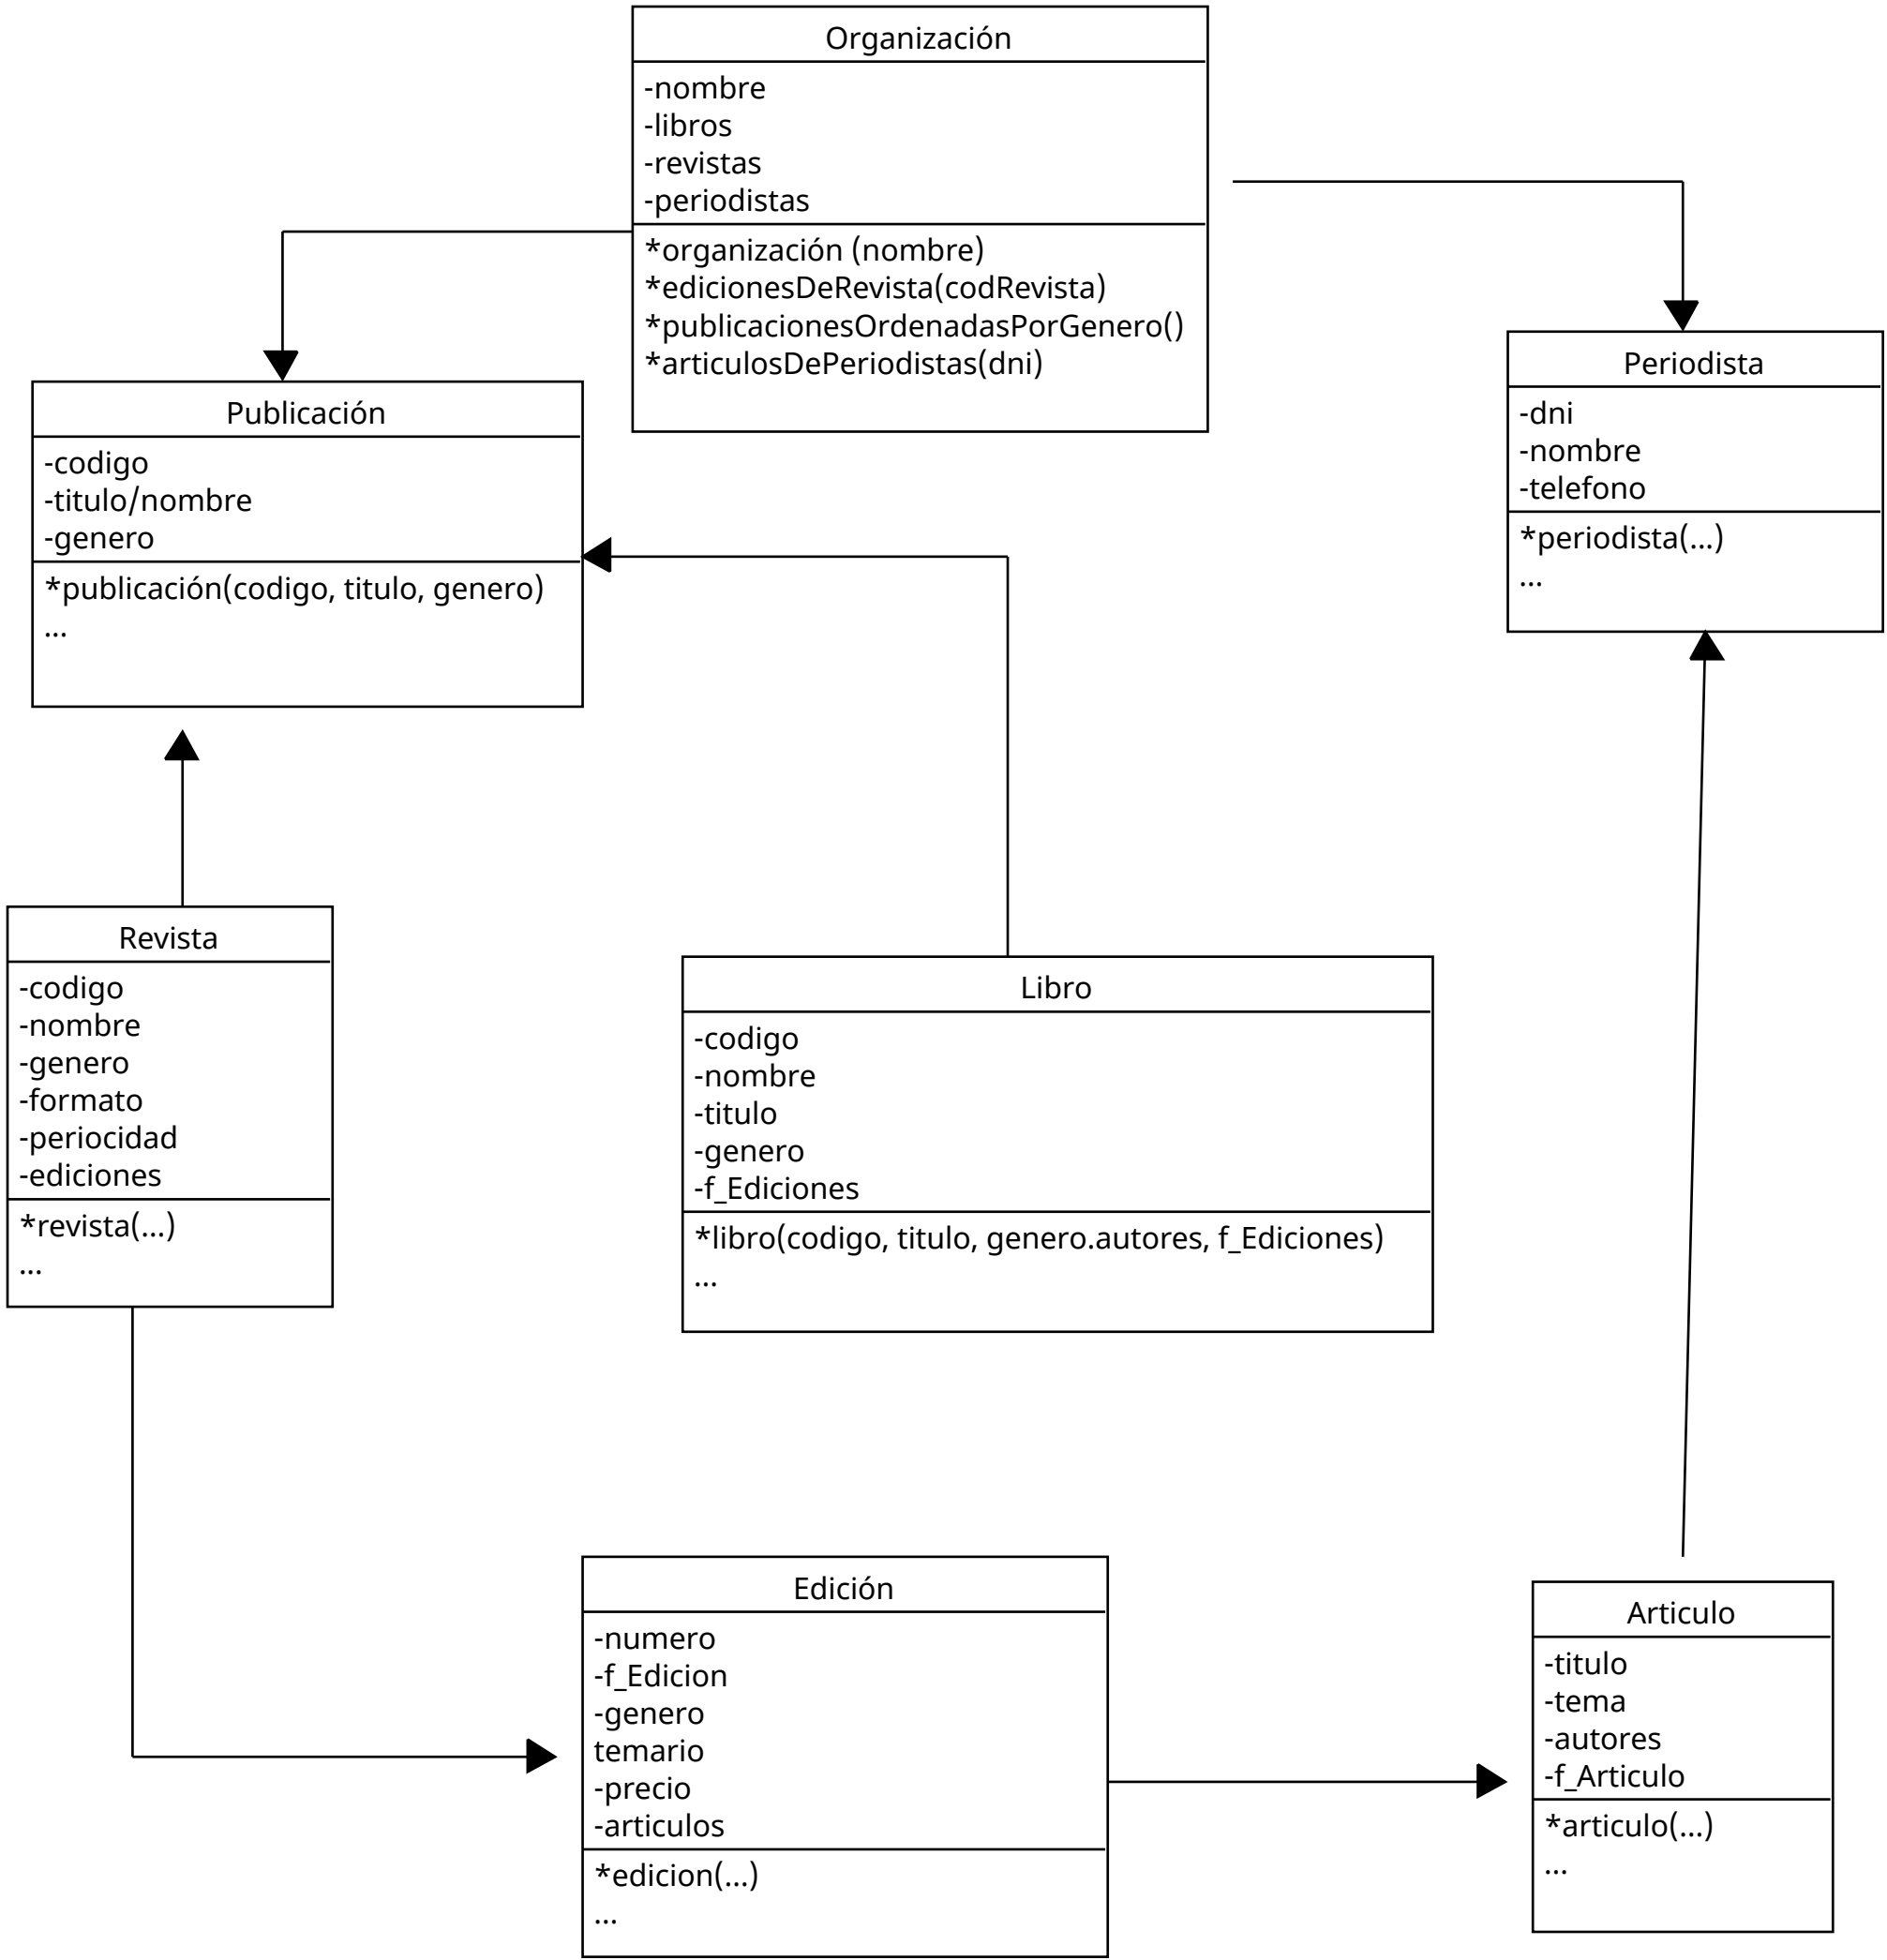 Organización
-nombre
-libros
-revistas
-periodistas
*organización (nombre)
*edicionesDeRevista(codRevista)
*publicacionesOrdenadasPorGenero()
*articulosDePeriodistas(dni)
Publicación
-codigo
-titulo/nombre
-genero
*publicación(codigo, titulo, genero)
...
Periodista
-dni
-nombre
-telefono
*periodista(...)
...
Revista
-codigo
-nombre
-genero
-formato
-periocidad
-ediciones
*revista(...)
...
Libro
-codigo
-nombre
-titulo
-genero
-f_Ediciones
*libro(codigo, titulo, genero.autores, f_Ediciones)
...
Edición
-numero
-f_Edicion
-genero
temario
-precio
-articulos
*edicion(...)
...
Articulo
-titulo
-tema
-autores
-f_Articulo
*articulo(...)
...